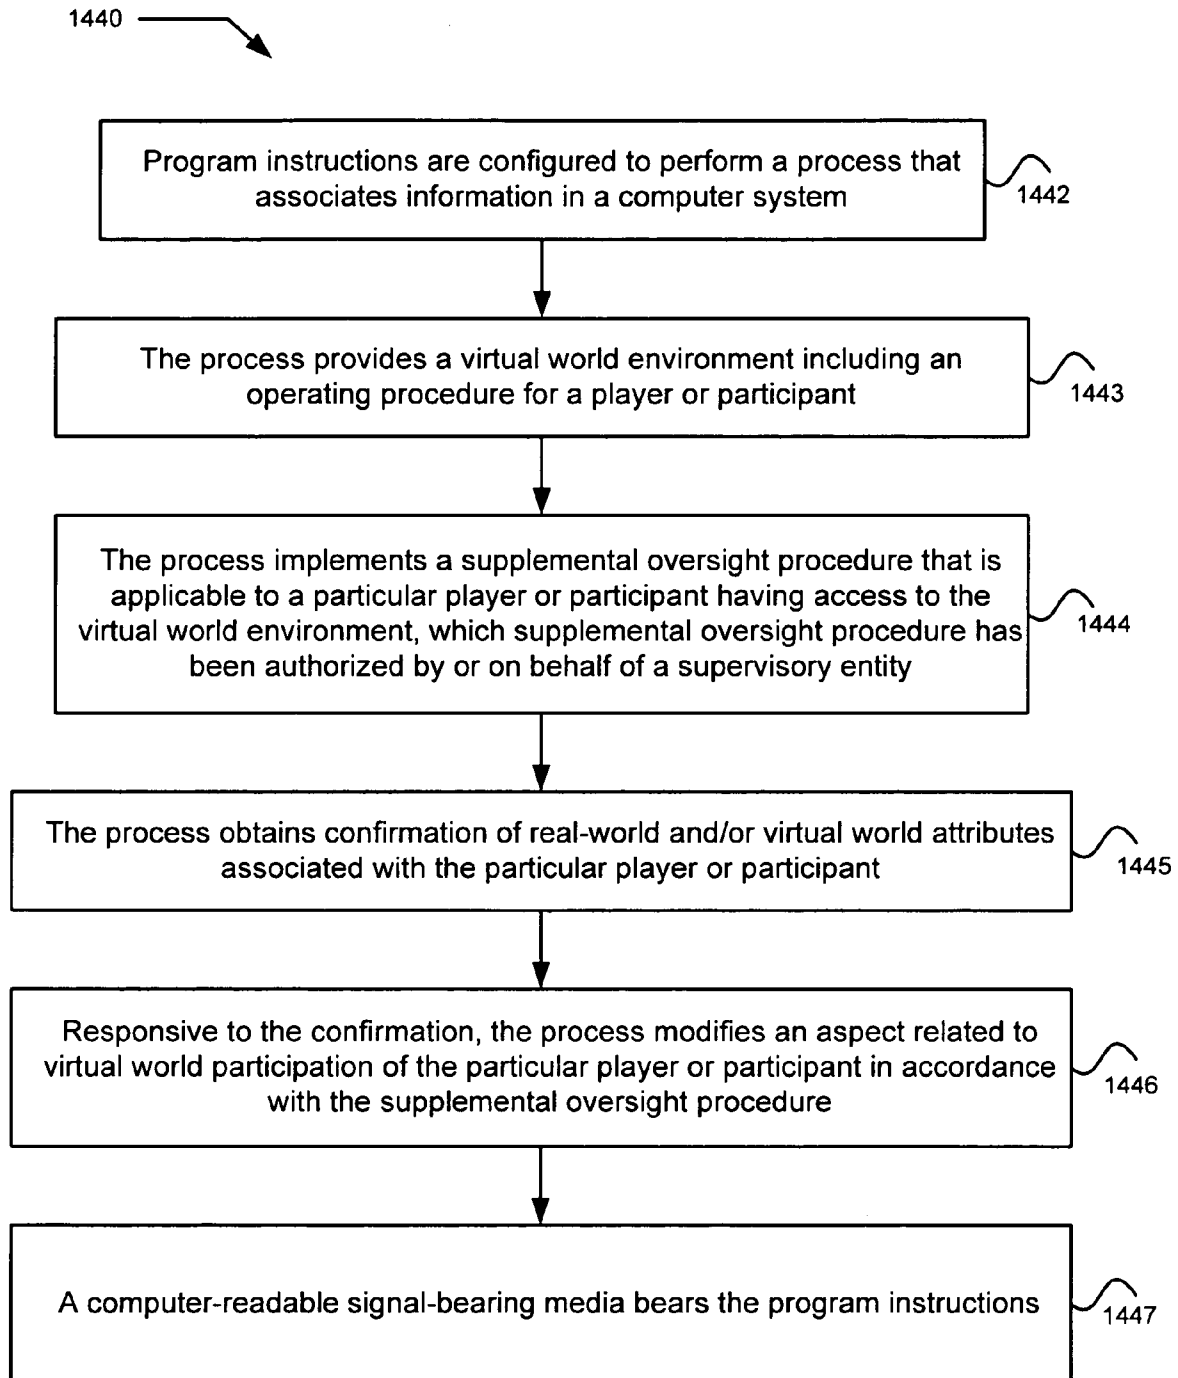 1440
Program instructions are configured to perform a process that
associates information in a computer system
1442
The process provides a virtual world environment including an
operating procedure for a player or participant
1443
The process implements a supplemental oversight procedure that is
applicable to a particular player or participant having access to the
virtual world environment, which supplemental oversight procedure has
been authorized by or on behalf of a supervisory entity
1444
The process obtains confirmation of real-world and/or virtual world attributes
associated with the particular player or participant
1445
Responsive to the confirmation, the process modifies an aspect related to
virtual world participation of the particular player or participant in accordance
with the supplemental oversight procedure
1446
A computer-readable signal-bearing media bears the program instructions
1447